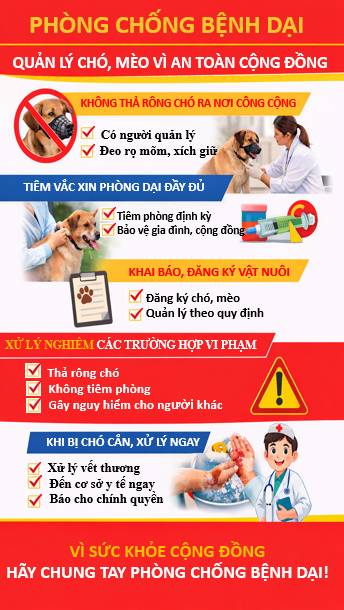 PHÒNG CHỐNG BỆNH DẠI
QUẢN LÝ CHÓ, MÈO VÌ AN TOÀN CỘNG ĐỒNG
KHÔNG THẢ RÔNG CHÓ RA NƠI CÔNG CỘNG
Có người quản lý
Đeo rọ mõm, xích giữ
TIÊM VẮC XIN PHÒNG DẠI ĐẦY ĐỦ
Tiêm phòng định kỳ
Bảo vệ gia đình, cộng đồng
KHAI BÁO, ĐĂNG KÝ VẬT NUÔI
Đăng ký chó, mèo
Quản lý theo quy định
XỬ LÝ NGHIÊM CÁC TRƯỜNG HỢP VI PHẠM
Thả rông chó
Không tiêm phòng
Gây nguy hiểm cho người khác
KHI BỊ CHÓ CẮN, XỬ LÝ NGAY
Xử lý vết thương
Đến cơ sở y tế ngay
Báo cho chính quyền
VÌ SỨC KHỎE CỘNG ĐỒNG
HÃY CHUNG TAY PHÒNG CHỐNG BỆNH DẠI!